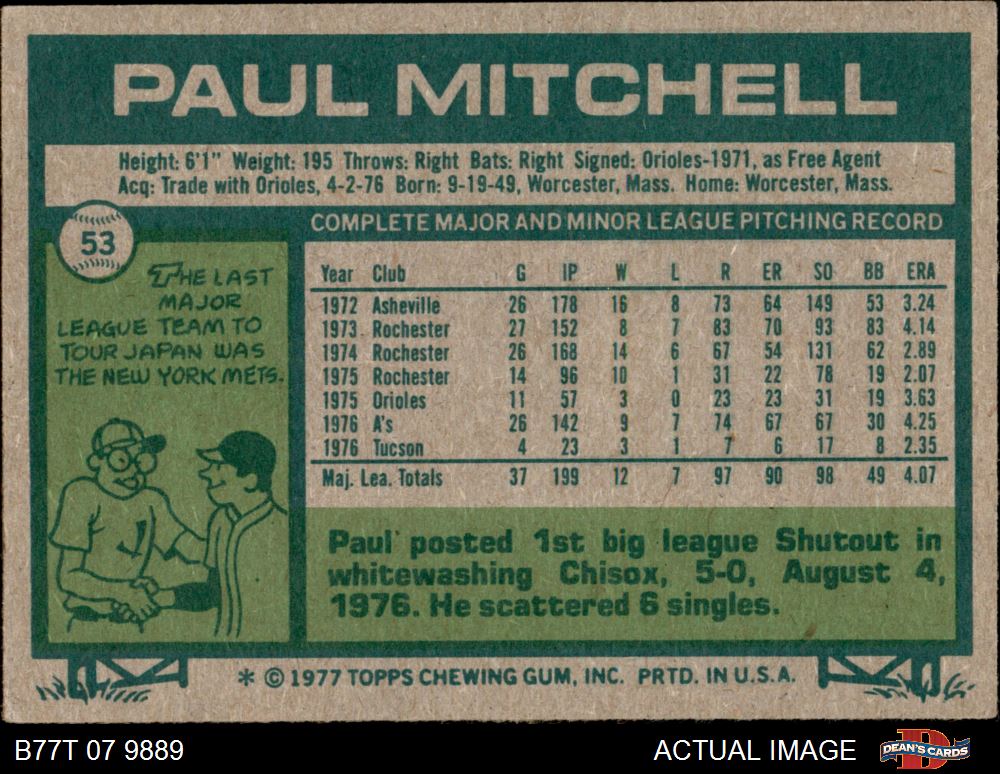 PAUL MITCHELL
Height: 6'1" Weight: 195 Throws: Right Bats: Right Signed: Orioles-1971, as Free Agent
Acq: Trade with Orioles, 4-2-76 Born: 9-19-49, Worcester, Mass. Home: Worcester, Mass.
53
THE LAST
MAJOR
LEAGUE TEAM TO
TOUR JAPAN WAS
THE NEW YORK METS.
J
COMPLETE MAJOR AND MINOR LEAGUE PITCHING RECORD
Year Club G IP W L R ER SO BB ERA
1972 Asheville 26 178 16 8 73 64 149 53 3.24
1973 Rochester 27 152 8 7 83 70 93 83 4.14
1974 Rochester 26 168 14 6 67 54 131 62 2.89
1975 Rochester 14 96 10 1 31 22 78 19 2.07
1975 Orioles 11 57 3 0 23 23 31 19 3.63
1976 A's 26 142 9 7 74 67 67 30 4.25
1976 Tucson 4 23 3 1 7 6 17 8 2.35
Maj. Lea. Totals 37 199 12 7 97 90 98 49 4.07
Paul posted 1st big league Shutout in
whitewashing Chisox, 5-0, August 4,
1976. He scattered 6 singles.
* © 1977 TOPPS CHEWING GUM, INC. PRTD. IN U.S.A.
B77T 07 9889
ACTUAL IMAGE
DEAN'S CARDS